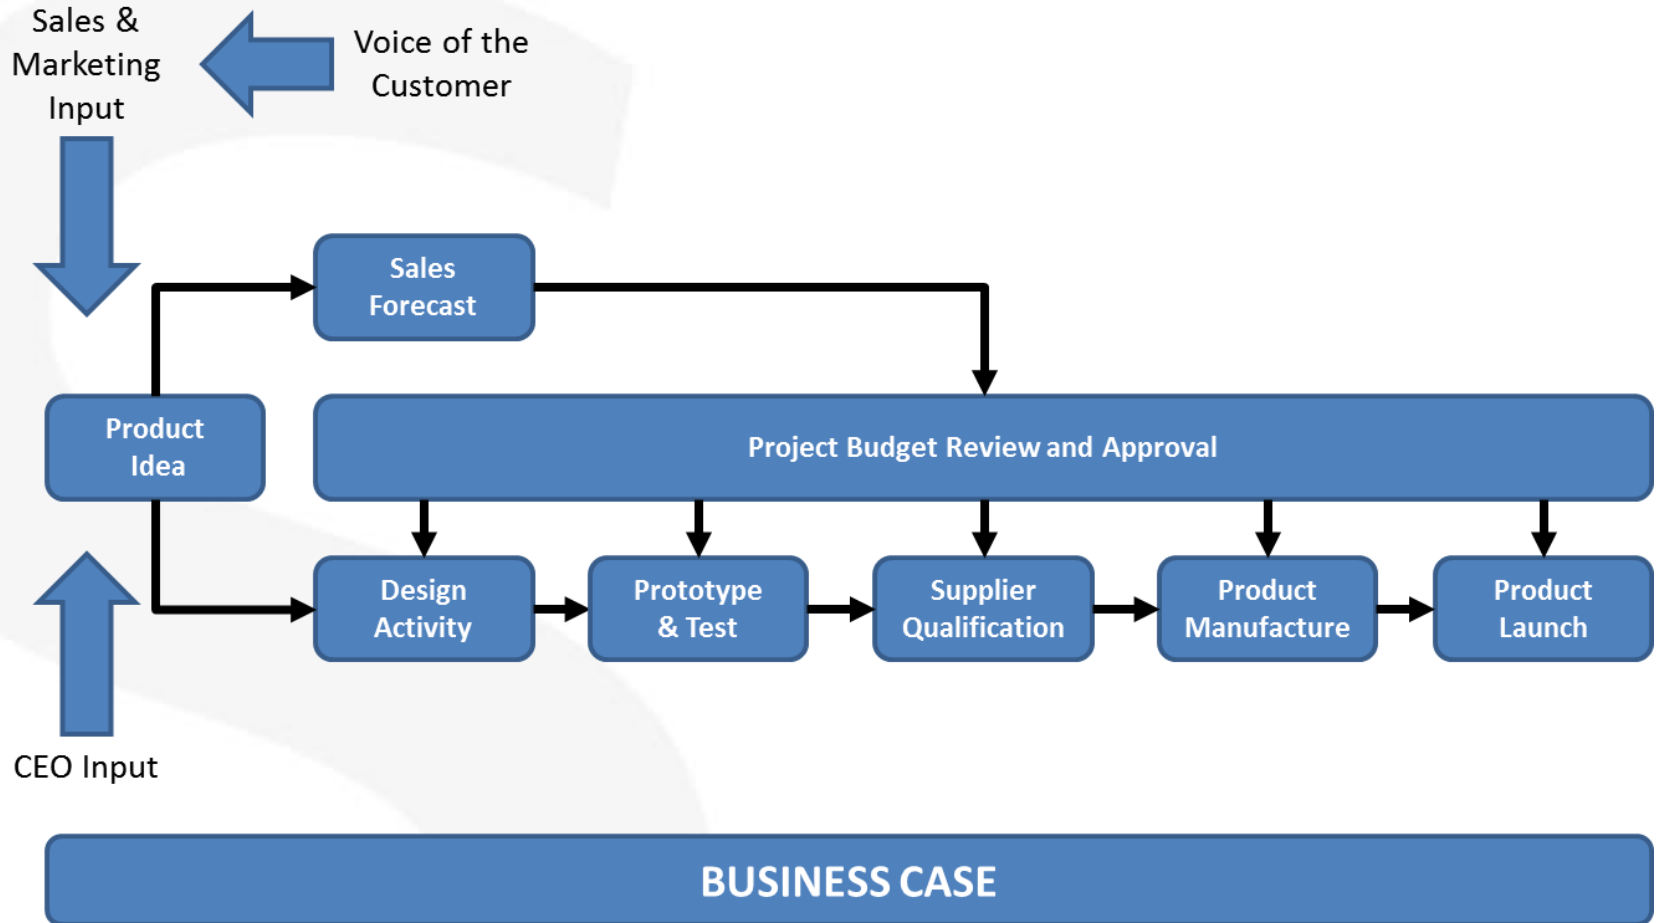 Sales &
Marketing
Input
Voice of the
Customer
Sales
Forecast
Product
Idea
Project Budget Review and Approval
Design
Activity
Prototype
& Test
Supplier
Qualification
Product
Manufacture
Product
Launch
CEO Input
BUSINESS CASE